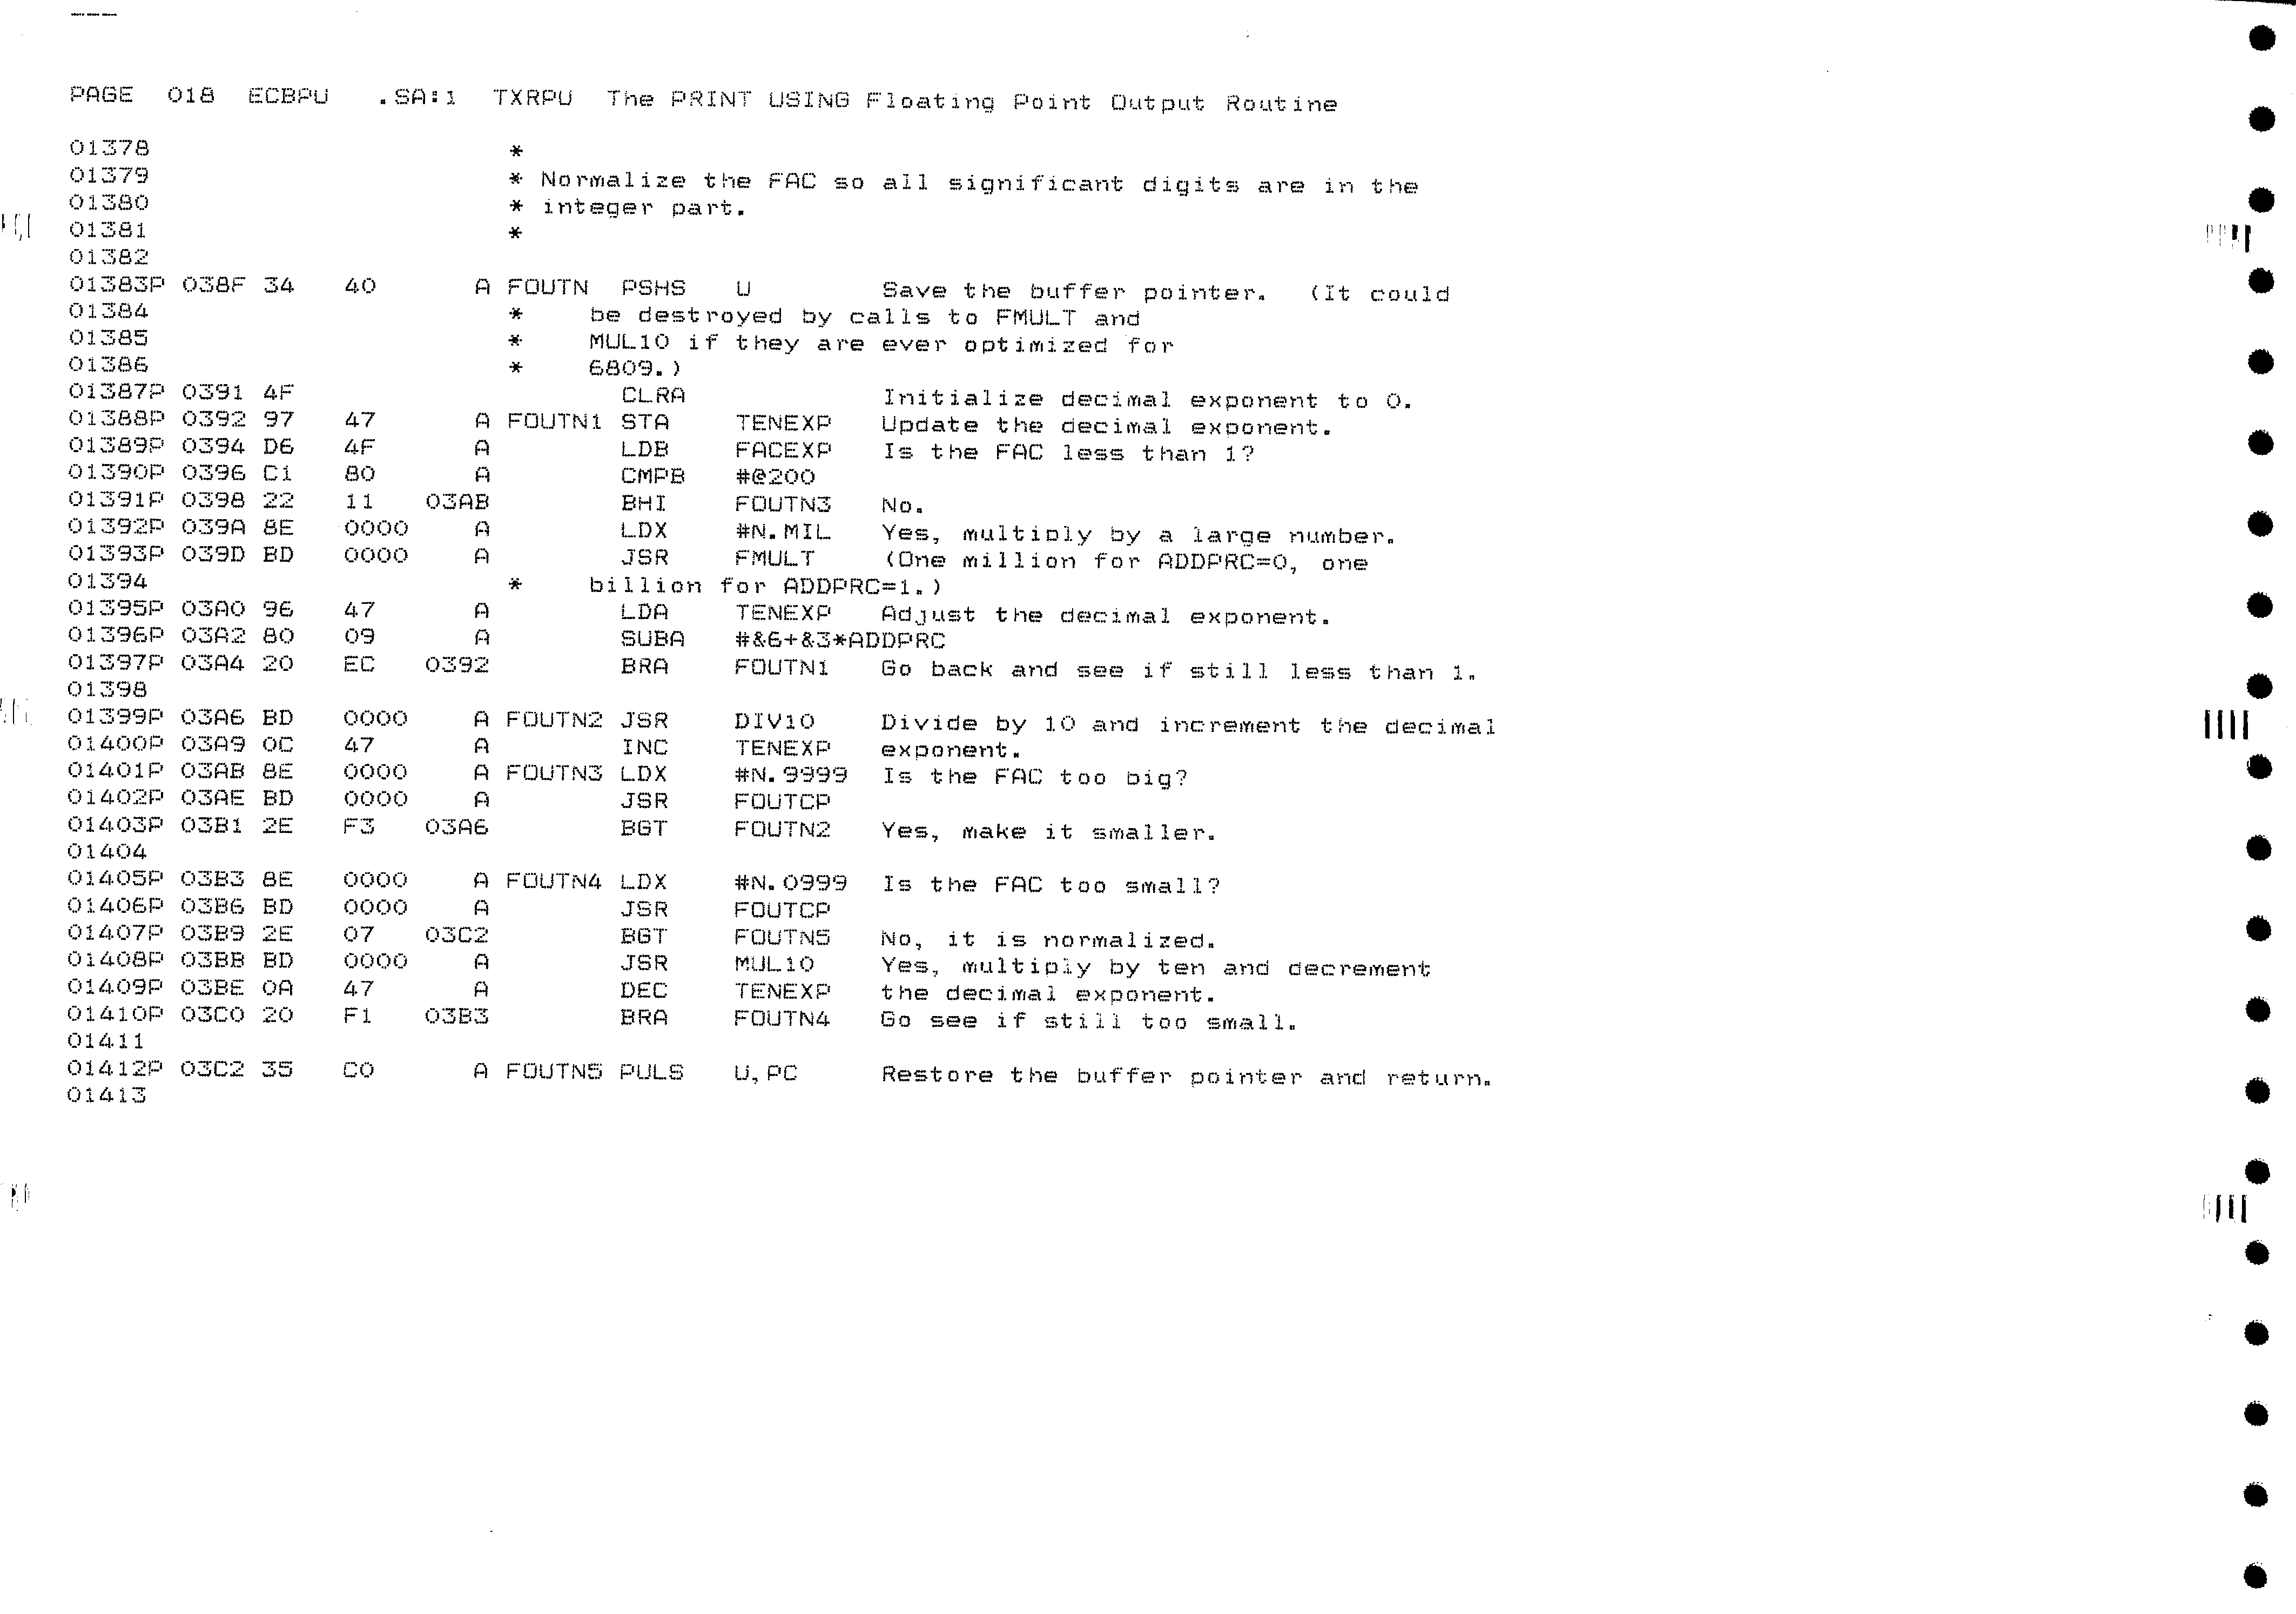 PAGE  018  ECBPU   .SA:1  TXRPU  The PRINT USING Floating Point Output Routine
01378                      *
01379                      * Normalize the FAC so all significant digits are in the
01380                      * integer part.
01381                      *
01382
01383P 038F 34   40      A FOUTN  PSHS   U        Save the buffer pointer.  (It could
01384                      *    be destroyed by calls to FMULT and
01385                      *    MUL10 if they are ever optimized for
01386                      *    6809.)
01387P 0391 4F                    CLRA            Initialize decimal exponent to 0.
01388P 0392 97   47      A FOUTN1 STA    TENEXP   Update the decimal exponent.
01389P 0394 D6   4F      A        LDB    FACEXP   Is the FAC less than 1?
01390P 0396 C1   80      A        CMPB   #@200
01391P 0398 22   11   03AB        BHI    FOUTN3   No.
01392P 039A 8E   0000    A        LDX    #N.MIL   Yes, multiply by a large number.
01393P 039D BD   0000    A        JSR    FMULT    (One million for ADDPRC=0, one
01394                      *    billion for ADDPRC=1.)
01395P 03A0 96   47      A        LDA    TENEXP   Adjust the decimal exponent.
01396P 03A2 80   09      A        SUBA   #&6+&3*ADDPRC
01397P 03A4 20   EC   0392        BRA    FOUTN1   Go back and see if still less than 1.
01398
01399P 03A6 BD   0000    A FOUTN2 JSR    DIV10    Divide by 10 and increment the decimal
01400P 03A9 0C   47      A        INC    TENEXP   exponent.
01401P 03AB 8E   0000    A FOUTN3 LDX    #N.9999  Is the FAC too big?
01402P 03AE BD   0000    A        JSR    FOUTCP
01403P 03B1 2E   F3   03A6        BGT    FOUTN2   Yes, make it smaller.
01404
01405P 03B3 8E   0000    A FOUTN4 LDX    #N.0999  Is the FAC too small?
01406P 03B6 BD   0000    A        JSR    FOUTCP
01407P 03B9 2E   07   03C2        BGT    FOUTN5   No, it is normalized.
01408P 03BB BD   0000    A        JSR    MUL10    Yes, multiply by ten and decrement
01409P 03BE 0A   47      A        DEC    TENEXP   the decimal exponent.
01410P 03C0 20   F1   03B3        BRA    FOUTN4   Go see if still too small.
01411
01412P 03C2 35   C0      A FOUTN5 PULS   U,PC     Restore the buffer pointer and return.
01413